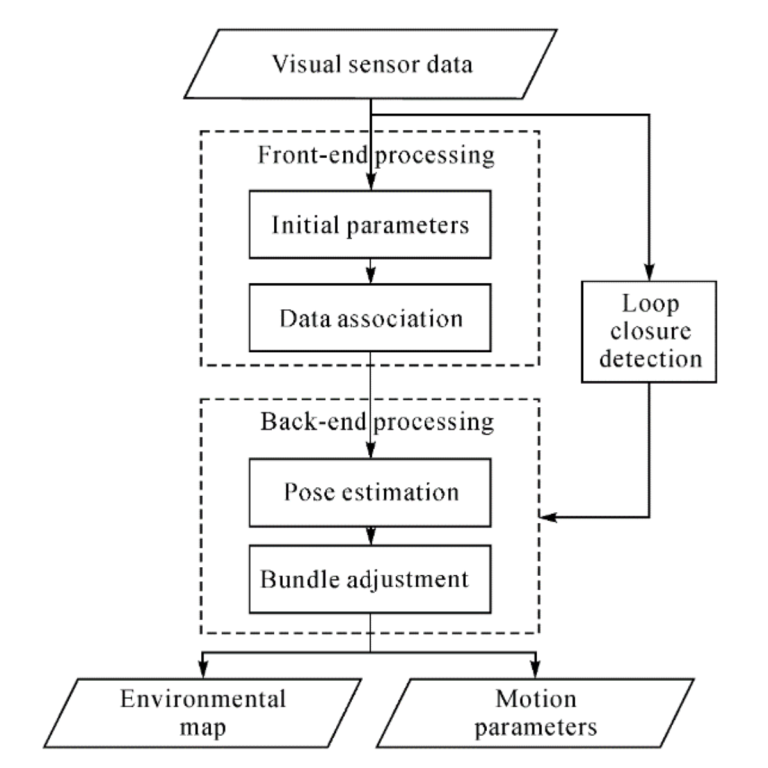 Visual sensor data
Front-end processing
Initial parameters
Data association
Loop
closure
detection
Back-end processing
Pose estimation
Bundle adjustment
Environmental
map
Motion
parameters